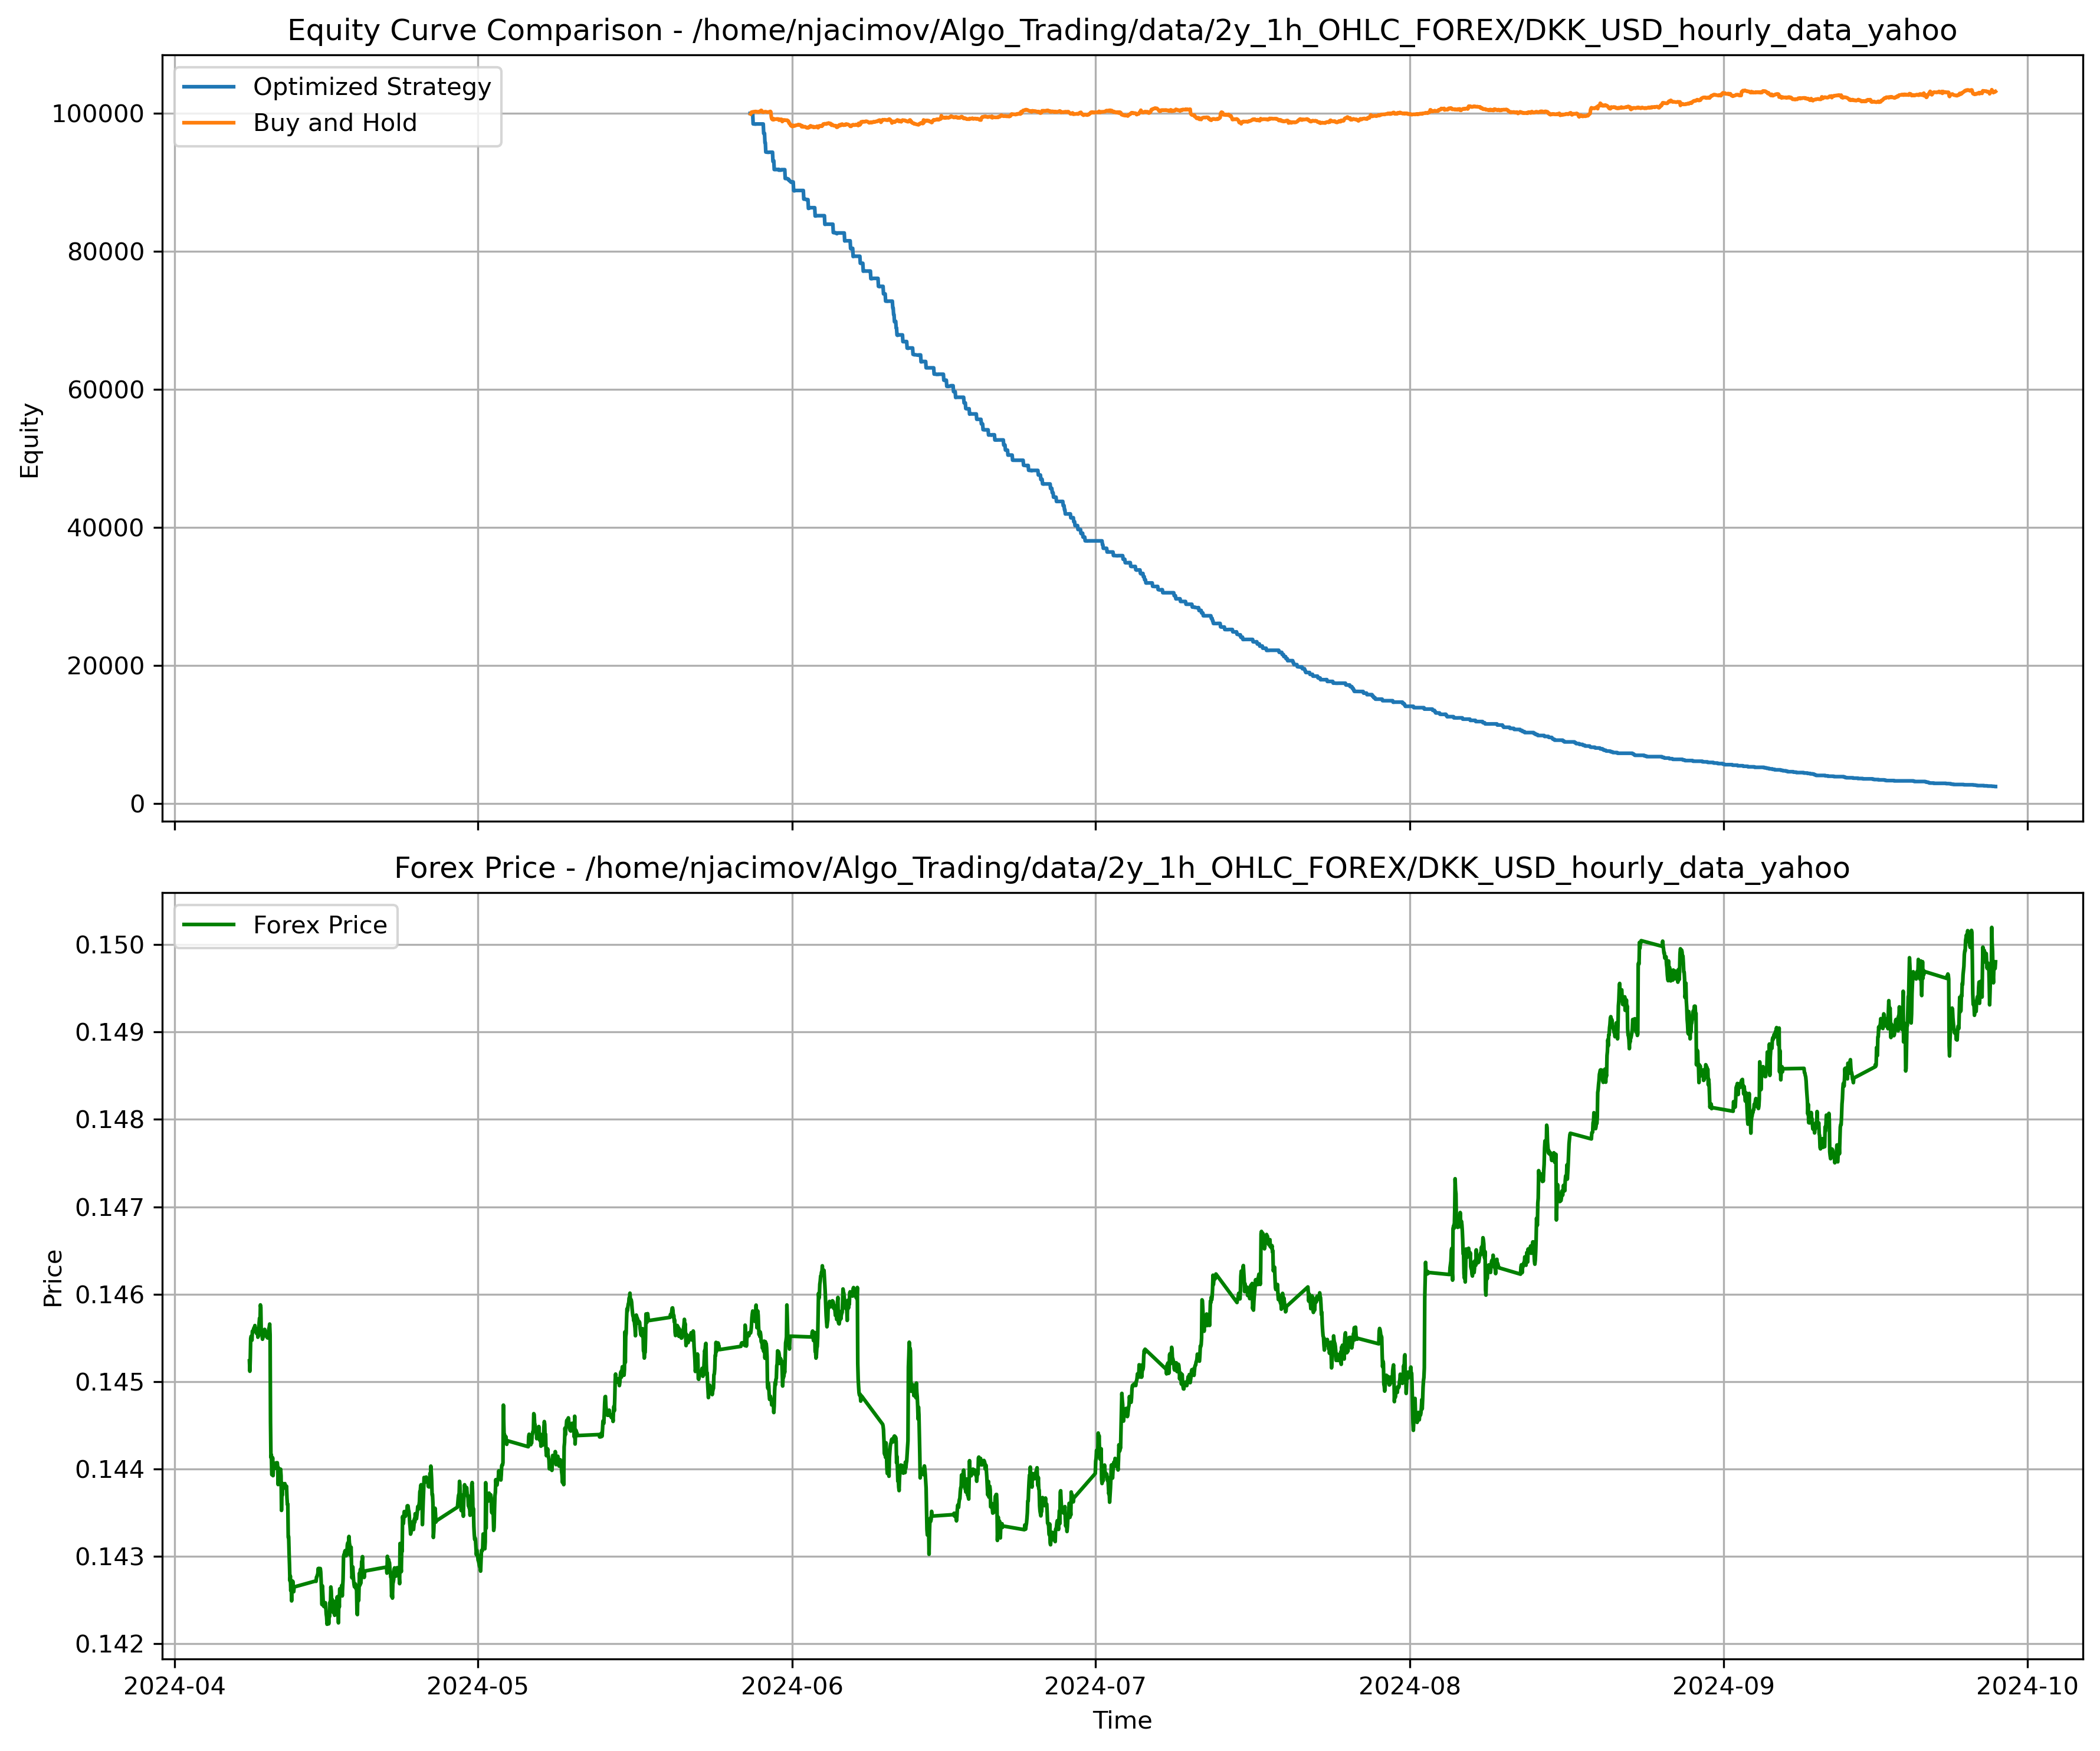 Equity Curve Comparison - /home/njacimov/Algo_Trading/data/2y_1h_OHLC_FOREX/DKK_USD_hourly_data_yahoo
Optimized Strategy
Buy and Hold
100000
80000
60000
40000
20000
0
Equity
Forex Price - /home/njacimov/Algo_Trading/data/2y_1h_OHLC_FOREX/DKK_USD_hourly_data_yahoo
Forex Price
0.150
0.149
0.148
0.147
0.146
0.145
0.144
0.143
0.142
Price
2024-04 2024-05 2024-06 2024-07 2024-08 2024-09 2024-10
Time